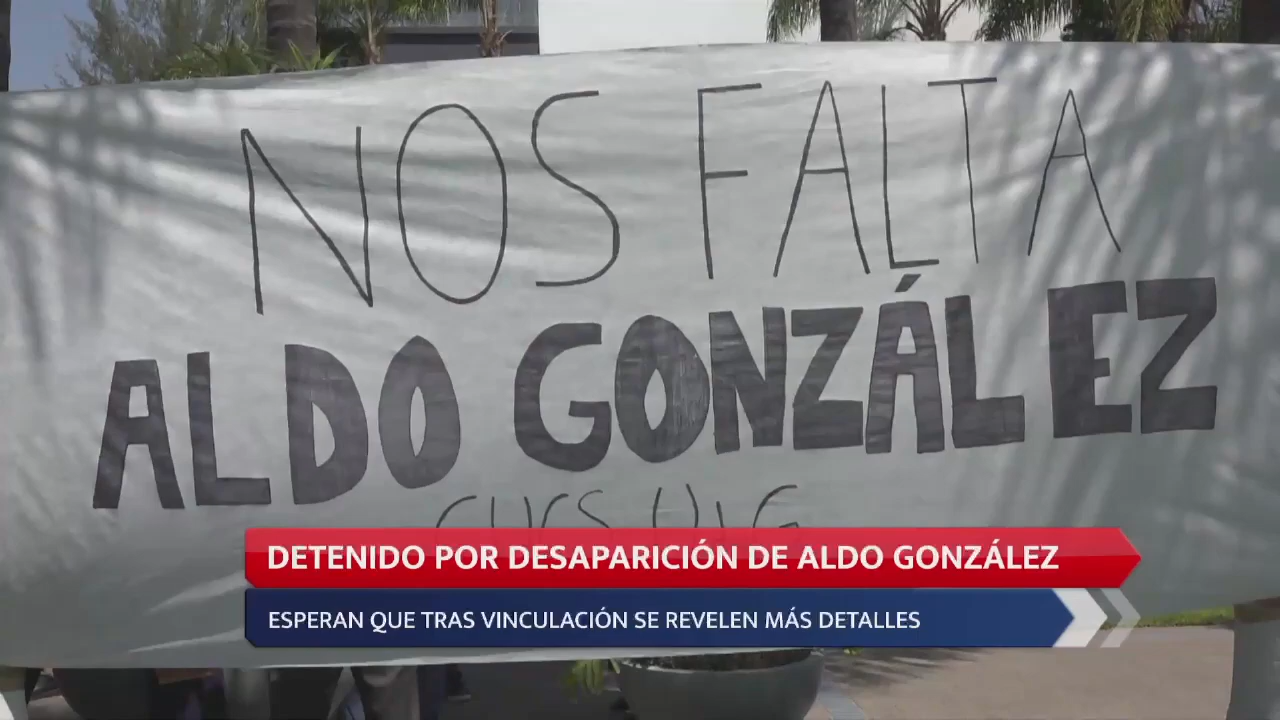 NOS FALTA
ALDO GONZÁLEZ
DETENIDO POR DESAPARICIÓN DE ALDO GONZÁLEZ
ESPERAN QUE TRAS VINCULACIÓN SE REVELEN MÁS DETALLES